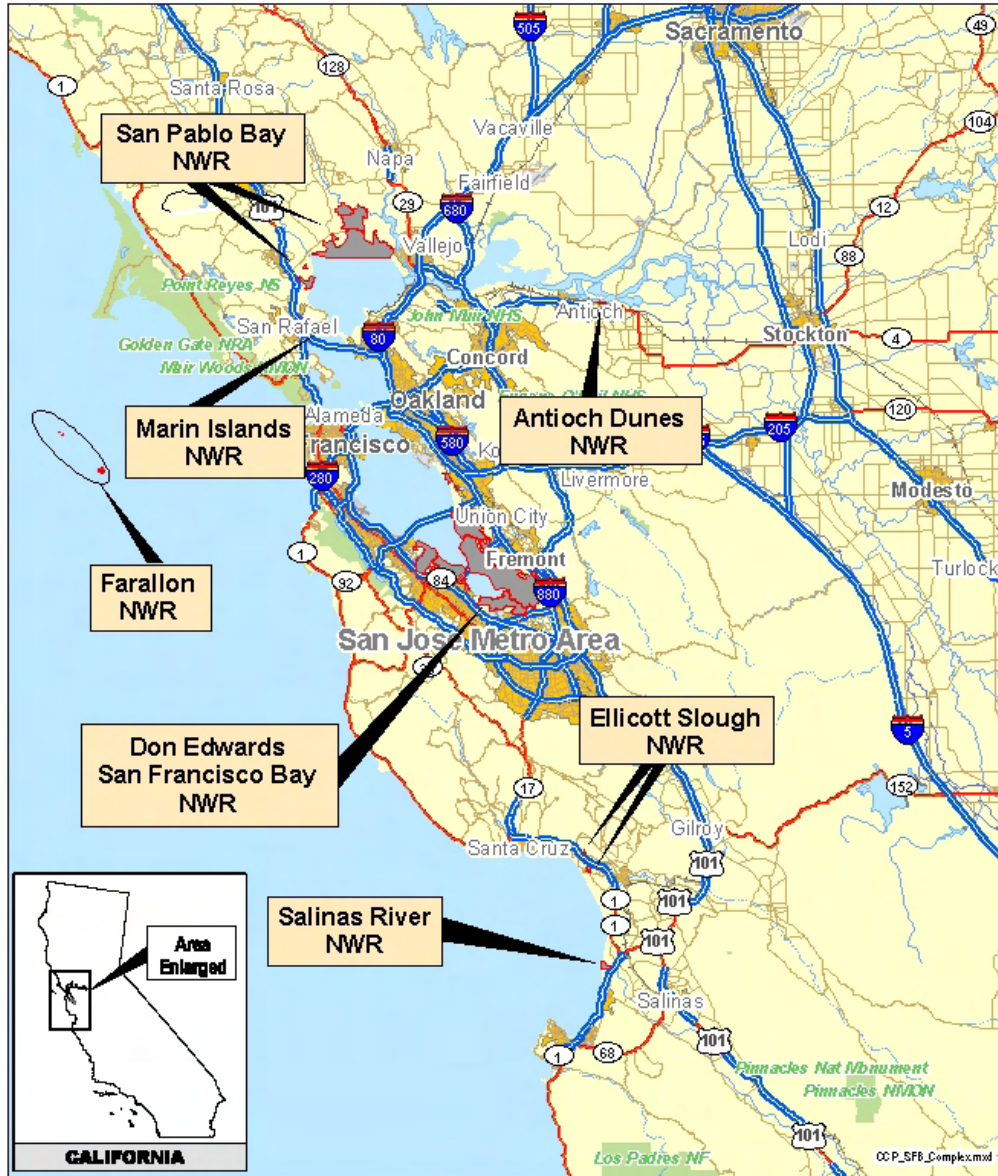 505
Sacramento
49
1
128
Santa Rosa
San Pablo Bay
NWR
Vacaville
104
Napa
Fairfield
101
29
680
12
Vallejo
Lodi
88
Point Reyes NS
San Rafael
John Muir NHS
Antioch
Golden Gate NRA
80
Stockton
4
Concord
Muir Woods
Oakland
120
Marin Islands
NWR
Alameda
Antioch Dunes
NWR
205
580
Francisco
280
Livermore
Modesto
Union City
1
Fremont
Turlock
Farallon
NWR
92
84
880
San Jose Metro Area
Ellicott Slough
NWR
5
Don Edwards
San Francisco Bay
NWR
152
17
Gilroy
Santa Cruz
101
1
101
Salinas River
NWR
1
101
Area
Enlarged
Salinas
101
1
68
Pinnacles Nat Monument
Pinnacles NMON
101
CALIFORNIA
Los Padres NF
CCP_SFB_Complex.mxd